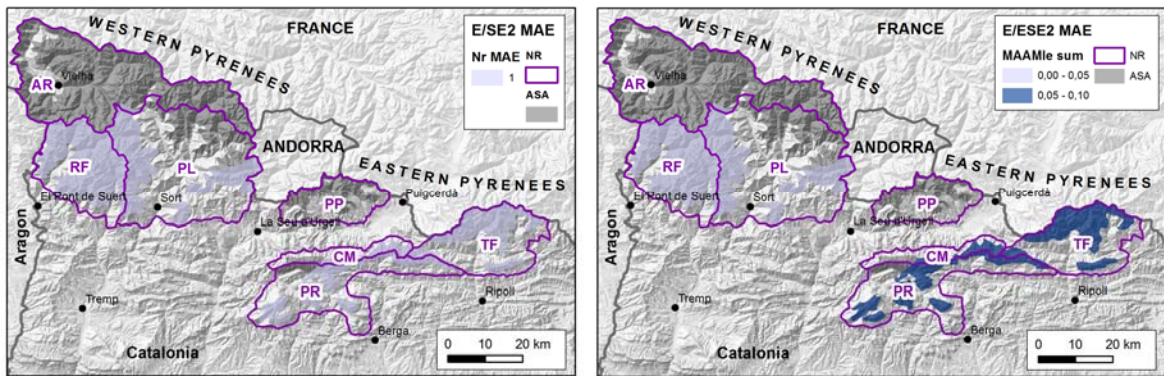 WESTERN PYRENEES
FRANCE
E/SE2 MAE
Nr MAE
NR
1
ASA
AR
Vielha
ANDORRA
RF
PL
EASTERN PYRENEES
Puigcerdà
El Pont de Suert
Sort
PP
La Seu d'Urgell
Aragon
CM
TF
PR
Tremp
Ripoll
Berga
Catalonia
0 10 20 km
WESTERN PYRENEES
FRANCE
E/ESE2 MAE
MAAMIe sum
NR
0,00 - 0,05
ASA
0,05 - 0,10
AR
Vielha
ANDORRA
RF
PL
EASTERN PYRENEES
Puigcerdà
El Pont de Suert
Sort
PP
La Seu d'Urgell
Aragon
CM
TF
PR
Tremp
Ripoll
Berga
Catalonia
0 10 20 km